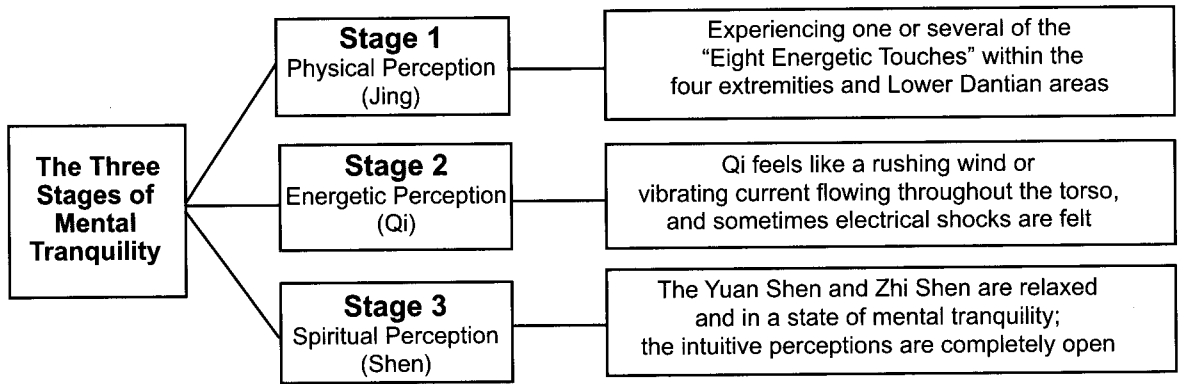 The Three
Stages of
Mental
Tranquility
Stage 1
Physical Perception
(Jing)
Experiencing one or several of the
“Eight Energetic Touches” within the
four extremities and Lower Dantian areas
Stage 2
Energetic Perception
(Qi)
Qi feels like a rushing wind or
vibrating current flowing throughout the torso,
and sometimes electrical shocks are felt
Stage 3
Spiritual Perception
(Shen)
The Yuan Shen and Zhi Shen are relaxed
and in a state of mental tranquility;
the intuitive perceptions are completely open